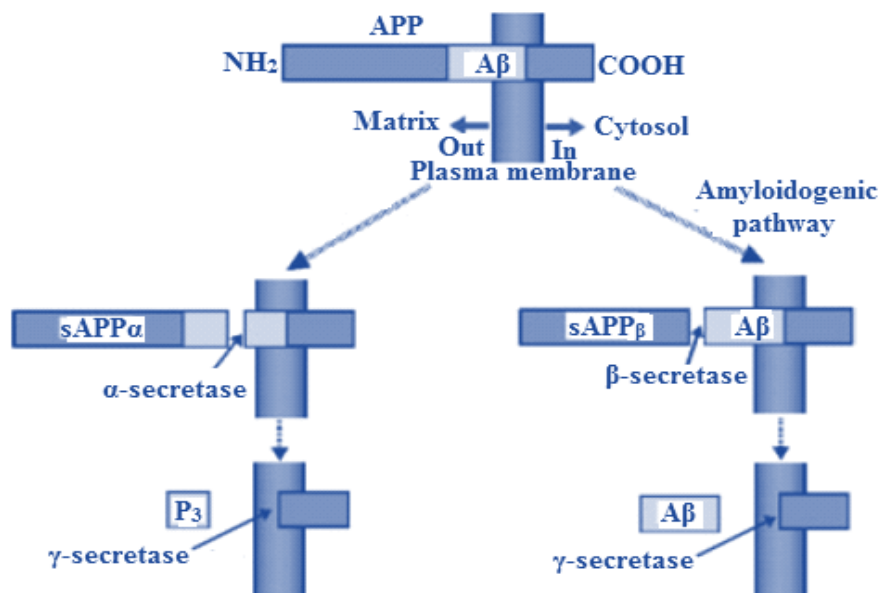 APP
NH₂
Aβ
COOH
Matrix
Cytosol
Out
In
Plasma membrane
Amyloidogenic
pathway
sAPPα
α-secretase
sAPPβ
Aβ
β-secretase
P₃
γ-secretase
Aβ
γ-secretase